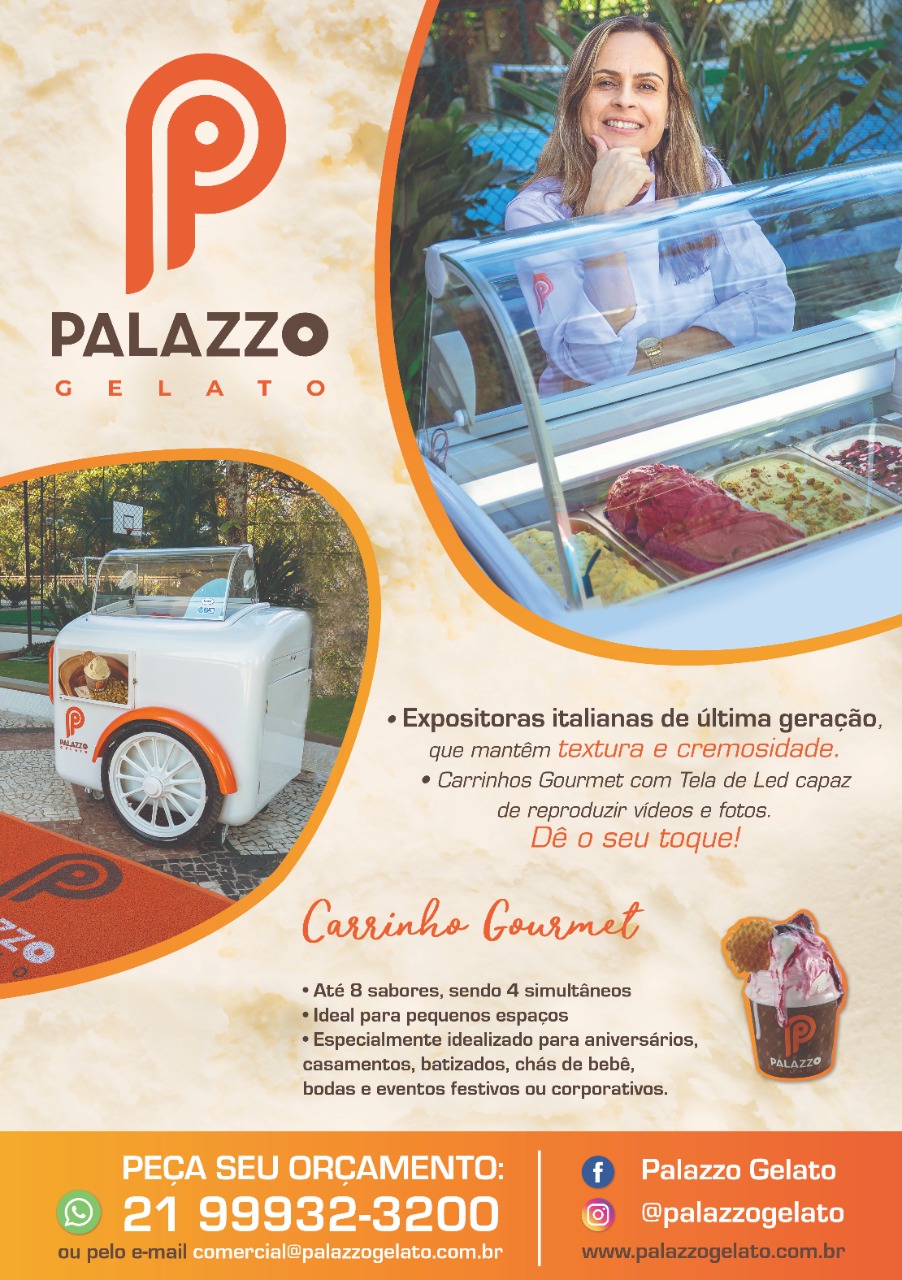 PALAZZO
GELATO
PALAZZO
GELATO
• Expositoras italianas de última geração,
que mantêm textura e cremosidade.
• Carrinhos Gourmet com Tela de Led capaz
de reproduzir vídeos e fotos.
Dê o seu toque!
Carrinho Gourmet
• Até 8 sabores, sendo 4 simultâneos
• Ideal para pequenos espaços
• Especialmente idealizado para aniversários,
casamentos, batizados, chás de bebê,
bodas e eventos festivos ou corporativos.
PALAZZO
PEÇA SEU ORÇAMENTO:
21 99932-3200
ou pelo e-mail comercial@palazzogelato.com.br
Palazzo Gelato
@palazzogelato
www.palazzogelato.com.br